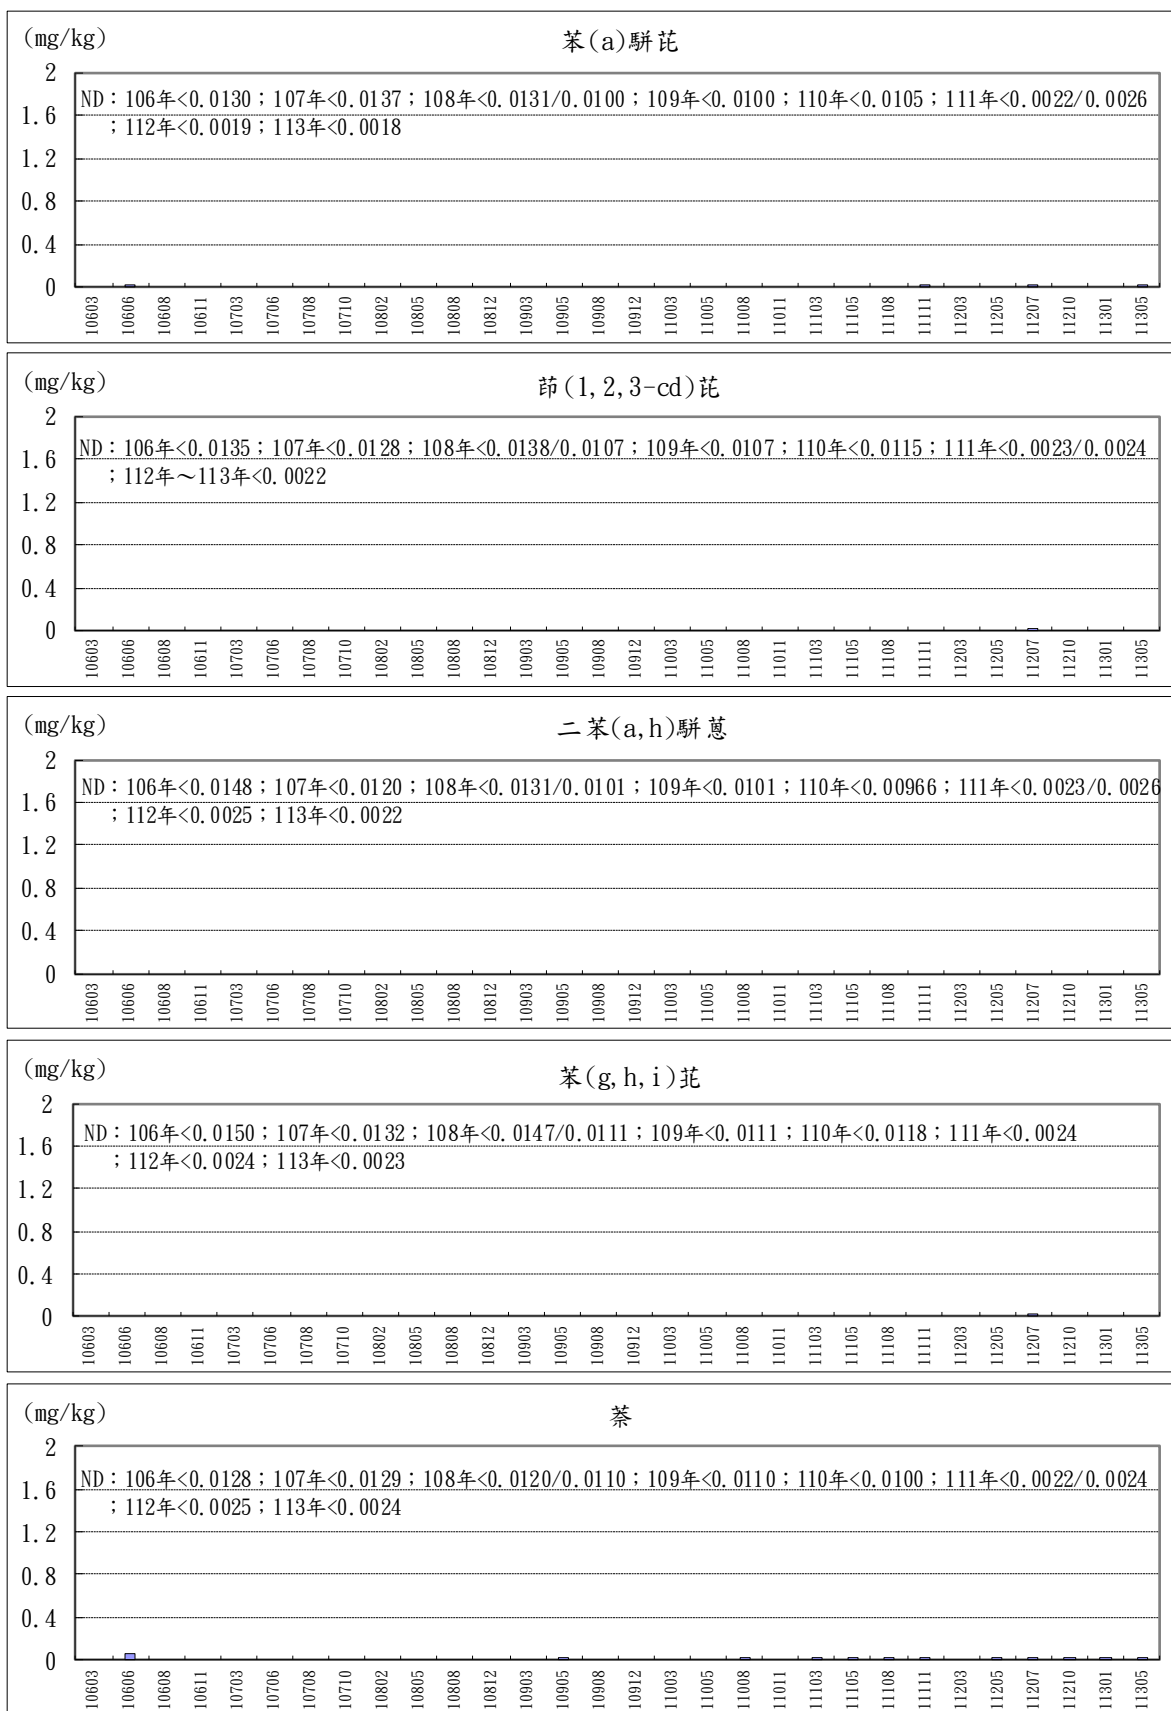 (mg/kg)
苯(a)駢芘
2
ND：106年<0.0130；107年<0.0137；108年<0.0131/0.0100；109年<0.0100；110年<0.0105；111年<0.0022/0.0026
1.6
；112年<0.0019；113年<0.0018
1.2
0.8
0.4
0
10603 10606 10608 10611 10703 10706 10708 10710 10802 10805 10808 10812 10903 10905 10908 10912 11003 11005 11008 11011 11103 11105 11108 11111 11203 11205 11207 11210 11301 11305
(mg/kg)
茚(1,2,3-cd)芘
2
ND：106年<0.0135；107年<0.0128；108年<0.0138/0.0107；109年<0.0107；110年<0.0115；111年<0.0023/0.0024
1.6
；112年～113年<0.0022
1.2
0.8
0.4
0
10603 10606 10608 10611 10703 10706 10708 10710 10802 10805 10808 10812 10903 10905 10908 10912 11003 11005 11008 11011 11103 11105 11108 11111 11203 11205 11207 11210 11301 11305
(mg/kg)
二苯(a,h)駢蒽
2
ND：106年<0.0148；107年<0.0120；108年<0.0131/0.0101；109年<0.0101；110年<0.00966；111年<0.0023/0.0026
1.6
；112年<0.0025；113年<0.0022
1.2
0.8
0.4
0
10603 10606 10608 10611 10703 10706 10708 10710 10802 10805 10808 10812 10903 10905 10908 10912 11003 11005 11008 11011 11103 11105 11108 11111 11203 11205 11207 11210 11301 11305
(mg/kg)
苯(g,h,i)苝
2
ND：106年<0.0150；107年<0.0132；108年<0.0147/0.0111；109年<0.0111；110年<0.0118；111年<0.0024
1.6
；112年<0.0024；113年<0.0023
1.2
0.8
0.4
0
10603 10606 10608 10611 10703 10706 10708 10710 10802 10805 10808 10812 10903 10905 10908 10912 11003 11005 11008 11011 11103 11105 11108 11111 11203 11205 11207 11210 11301 11305
(mg/kg)
萘
2
ND：106年<0.0128；107年<0.0129；108年<0.0120/0.0110；109年<0.0110；110年<0.0100；111年<0.0022/0.0024
1.6
；112年<0.0025；113年<0.0024
1.2
0.8
0.4
0
10603 10606 10608 10611 10703 10706 10708 10710 10802 10805 10808 10812 10903 10905 10908 10912 11003 11005 11008 11011 11103 11105 11108 11111 11203 11205 11207 11210 11301 11305